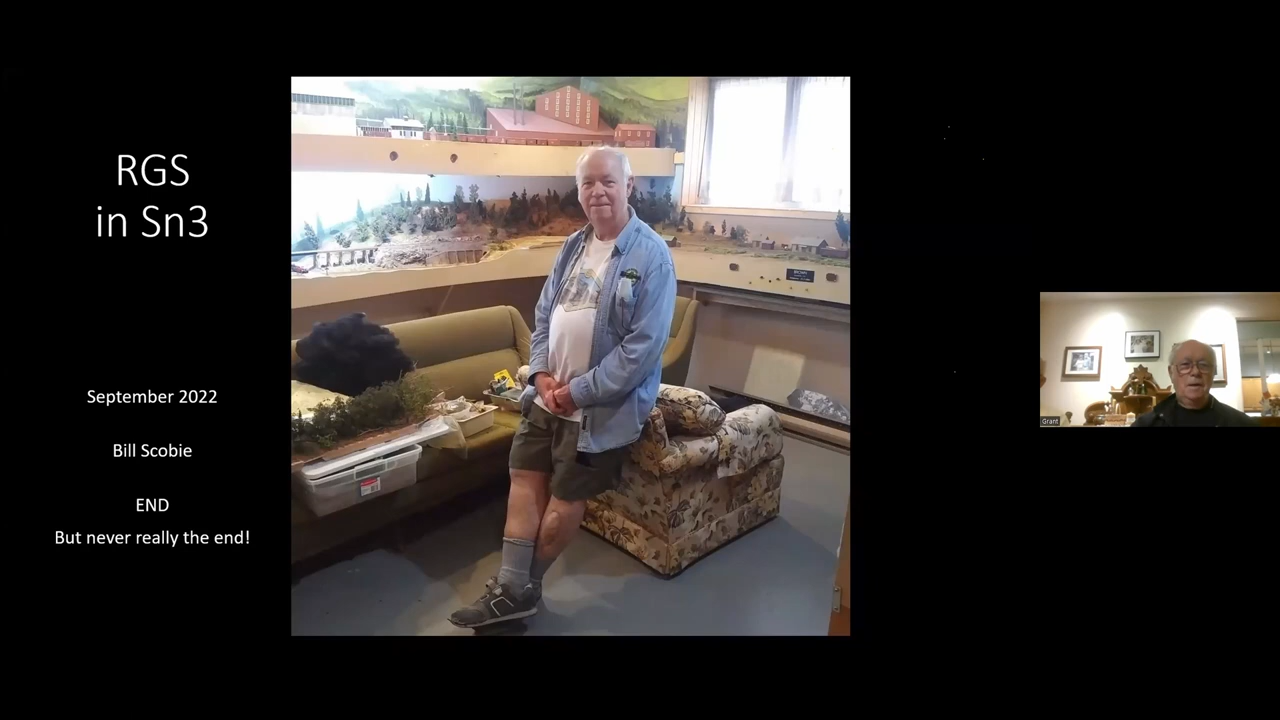 RGS
in Sn3
September 2022
Bill Scobie
END
But never really the end!
Grant